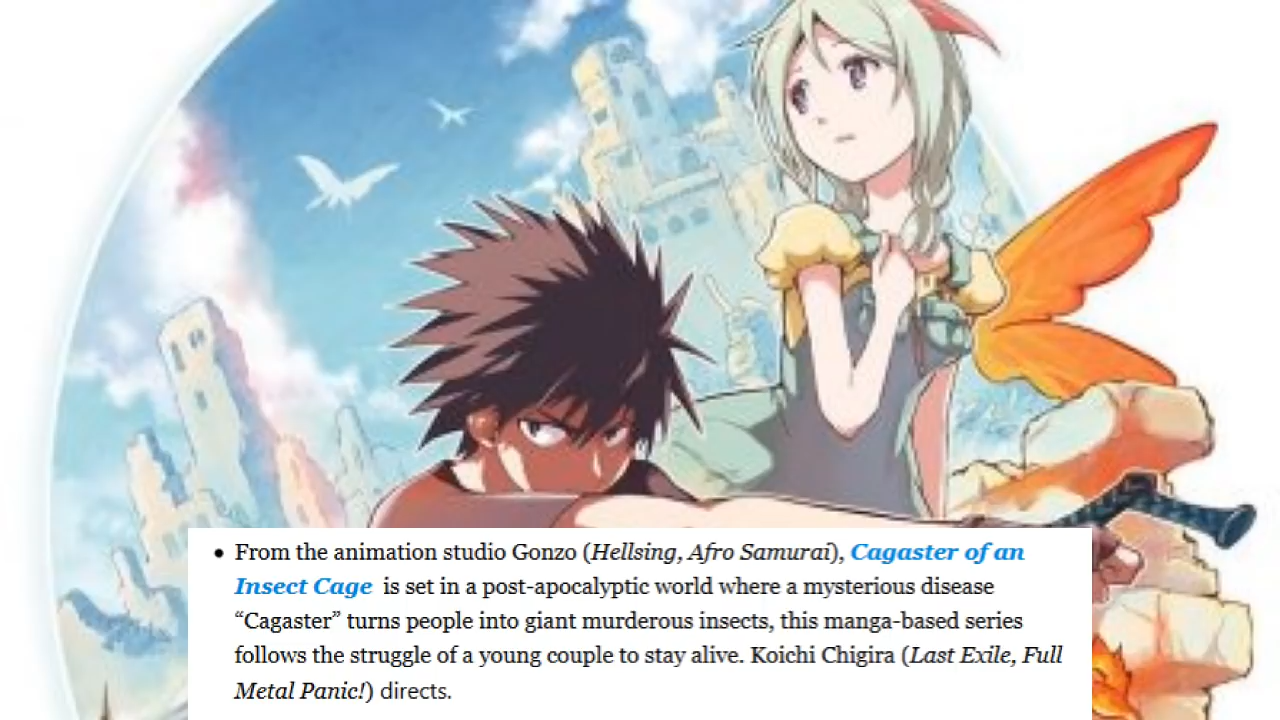 • From the animation studio Gonzo (Hellsing, Afro Samurai), Cagaster of an
Insect Cage is set in a post-apocalyptic world where a mysterious disease
“Cagaster” turns people into giant murderous insects, this manga-based series
follows the struggle of a young couple to stay alive. Koichi Chigira (Last Exile, Full
Metal Panic!) directs.